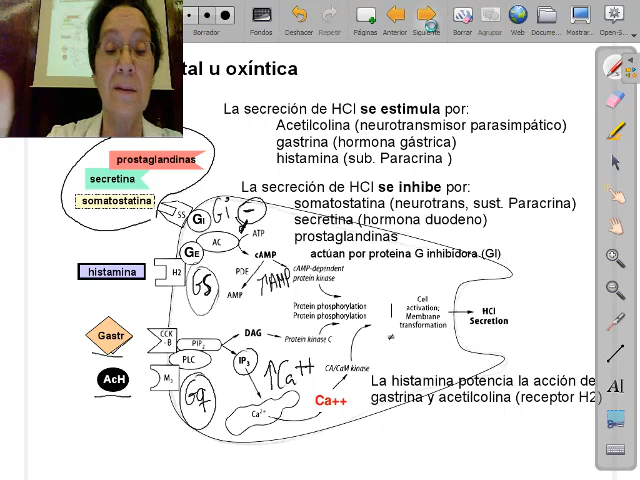 Borrador
Fondos
Deshacer
Repetir
Páginas
Anterior
Siguiente
Borrar
Agrupar
Web
Docume...
Mostrar...
Open-S...
tal u oxíntica
La secreción de HCl se estimula por:
Acetilcolina (neurotransmisor parasimpático)
gastrina (hormona gástrica)
histamina (sub. Paracrina )
prostaglandinas
secretina
somatostatina
La secreción de HCl se inhibe por:
somatostatina (neurotrans, sust. Paracrina)
secretina (hormona duodeno)
prostaglandinas
actúan por proteina G inhibidora (GI)
SS
GI
Gi
-
AC
ATP
GE
cAMP
histamina
H2
GS
PDE
AMP
↑AMP
cAMP-dependent
protein kinase
Protein phosphorylation
Protein phosphorylation
Cell
activation;
Membrane
transformation
HCl
Secretion
≠
Gastr
CCK
-B
PIP2
DAG
Protein kinase C
PLC
IP3
↑Ca++
CA/CaM kinase
AcH
M3
Gq
Ca2+
Ca++
La histamina potencia la acción de
gastrina y acetilcolina (receptor H2)
A